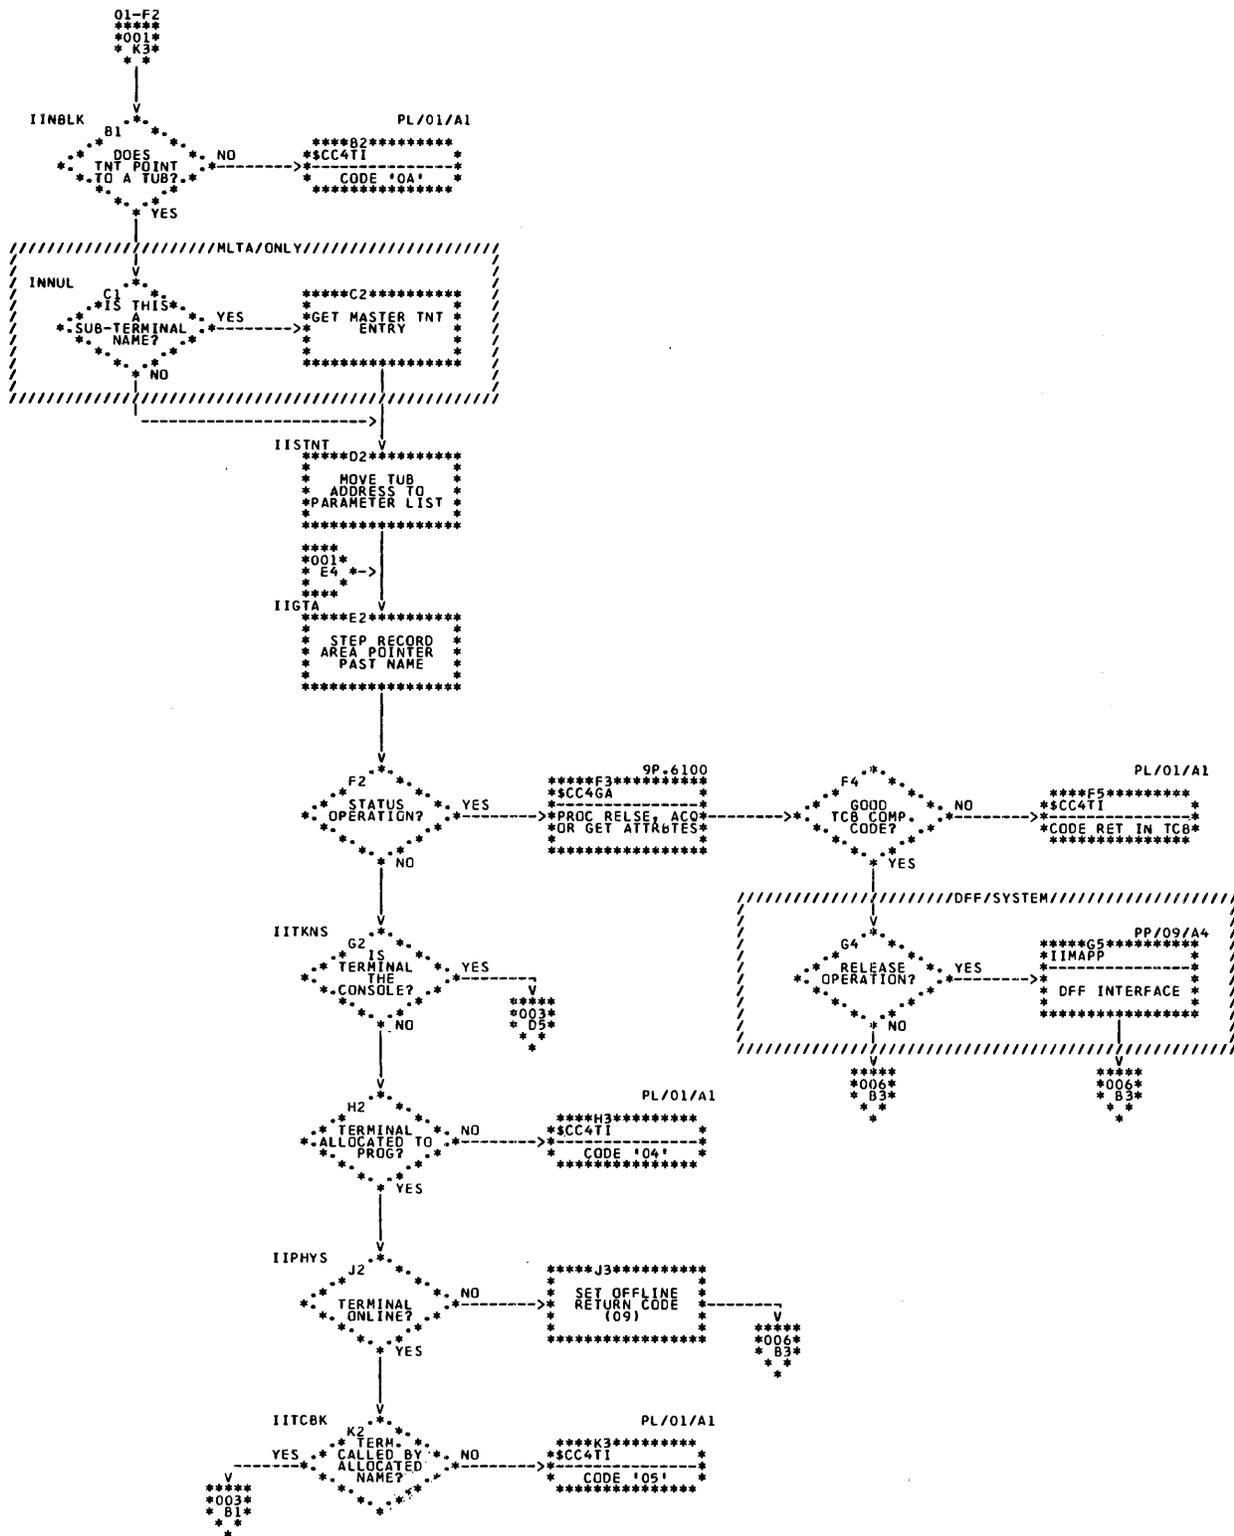 01-F2
*****
*001*
* K3*
* *
IINBLK
B1
DOES
TNT POINT
TO A TUB?
NO
YES
PL/01/A1
****B2*********
*$CC4TI *
CODE '0A'
///MLTA/ONLY///
INNUL
C1
IS THIS
A
SUB-TERMINAL
NAME?
YES
NO
*****C2**********
GET MASTER TNT
ENTRY
IISTNT
*****D2**********
MOVE TUB
ADDRESS TO
PARAMETER LIST
****
*001*
* E4 *->
****
IIGTA
*****E2**********
STEP RECORD
AREA POINTER
PAST NAME
F2
STATUS
OPERATION?
YES
NO
9P.6100
*****F3**********
*$CC4GA *
PROC RELSE, ACQ
OR GET ATTRBTES
F4
GOOD
TCB COMP.
CODE?
NO
YES
PL/01/A1
****F5*********
*$CC4TI *
CODE RET IN TCB
///DFF/SYSTEM///
IITKNS
G2
IS
TERMINAL
THE
CONSOLE?
YES
NO
*****
*003*
* D5*
* *
*
G4
RELEASE
OPERATION?
YES
NO
PP/09/A4
*****G5**********
*IIMAPP *
DFF INTERFACE
*****
*006*
* B3*
* *
*
*****
*006*
* B3*
* *
*
H2
TERMINAL
ALLOCATED TO
PROG?
NO
YES
PL/01/A1
****H3*********
*$CC4TI *
CODE '04'
IIPHYS
J2
TERMINAL
ONLINE?
NO
YES
*****J3**********
SET OFFLINE
RETURN CODE
(09)
*****
*006*
* B3*
* *
*
IITCBK
K2
TERM.
CALLED BY
ALLOCATED
NAME?
YES
NO
PL/01/A1
****K3*********
*$CC4TI *
CODE '05'
*****
*003*
* B1*
* *
*